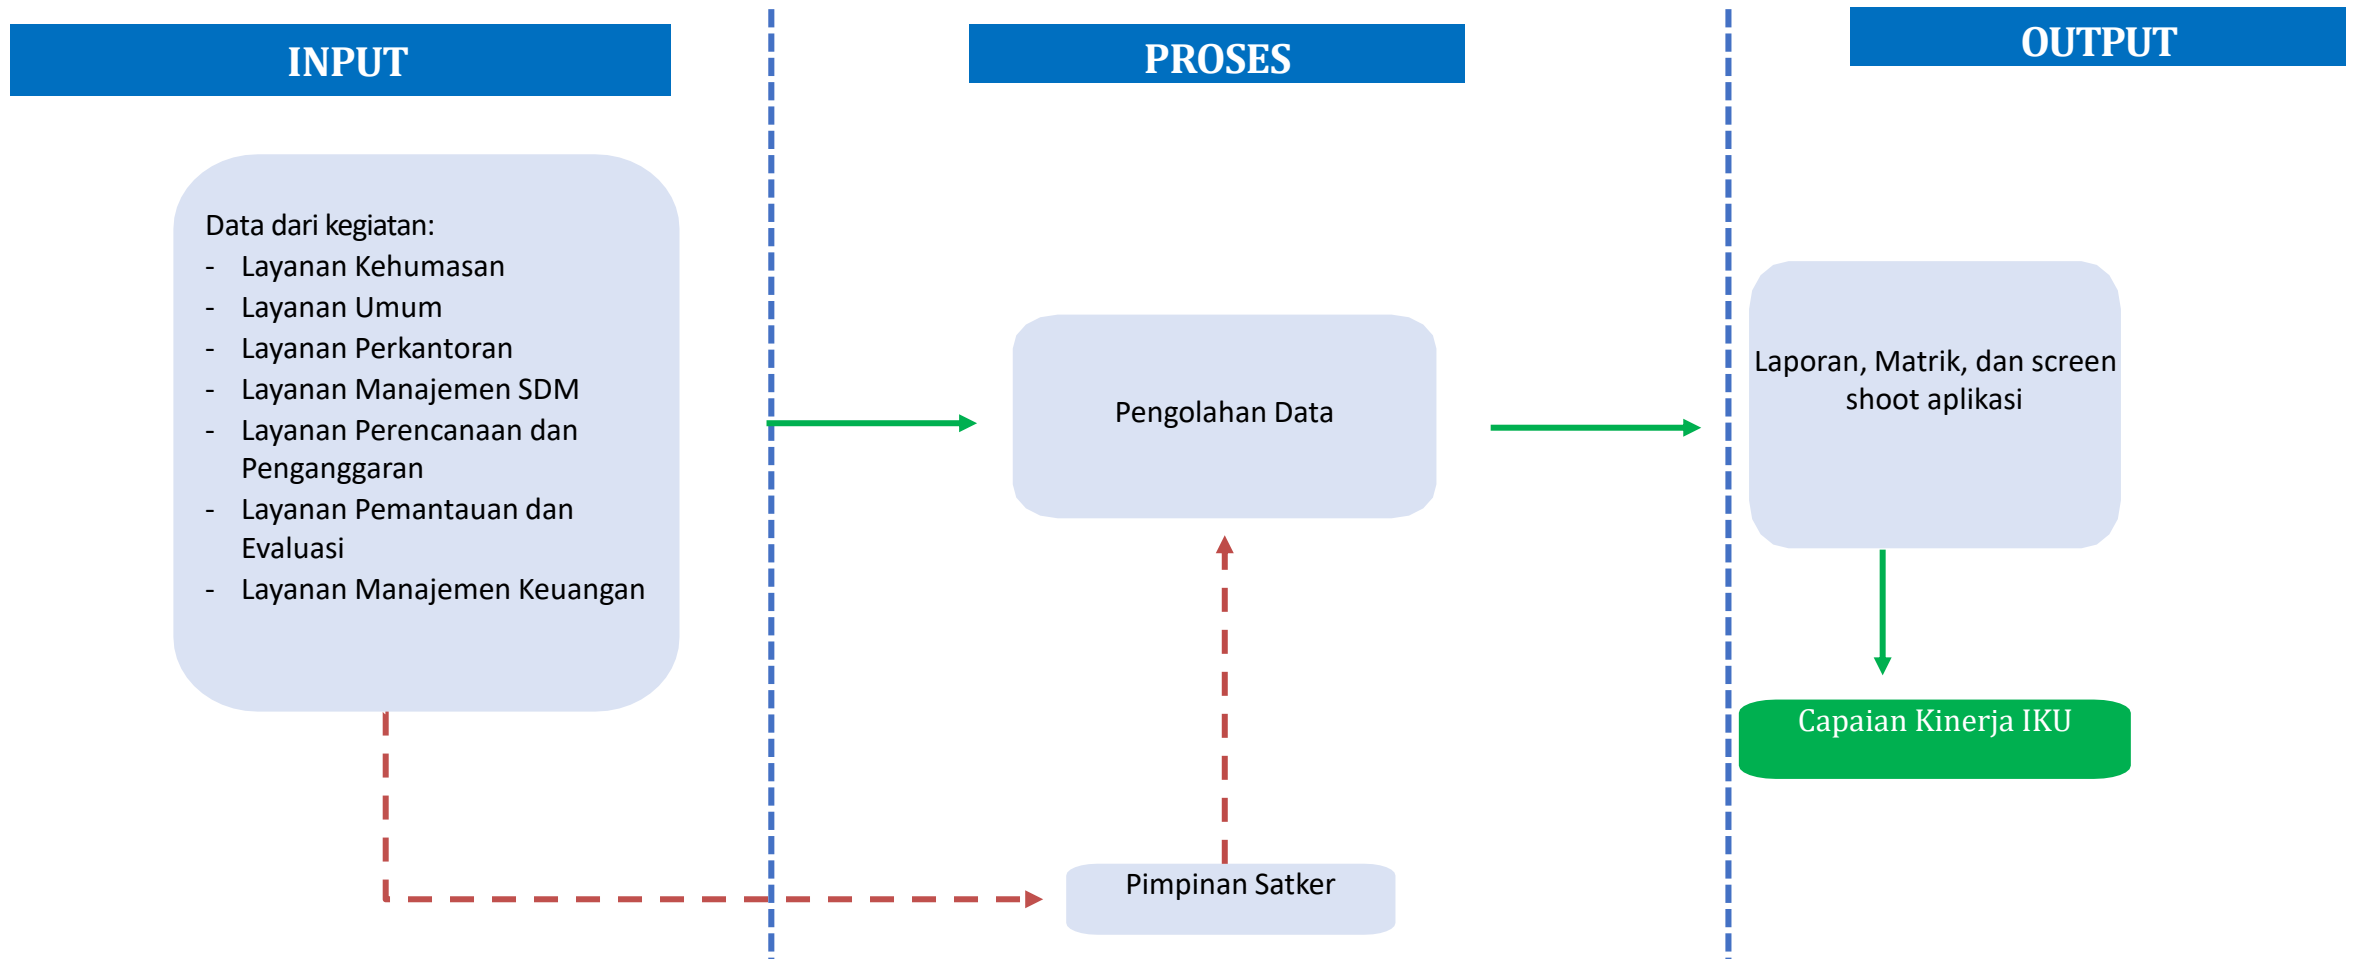 INPUT
PROSES
OUTPUT
Data dari kegiatan:
- Layanan Kehumasan
- Layanan Umum
- Layanan Perkantoran
- Layanan Manajemen SDM
- Layanan Perencanaan dan
Penganggaran
- Layanan Pemantauan dan
Evaluasi
- Layanan Manajemen Keuangan
Pengolahan Data
Pimpinan Satker
Laporan, Matrik, dan screen
shoot aplikasi
Capaian Kinerja IKU